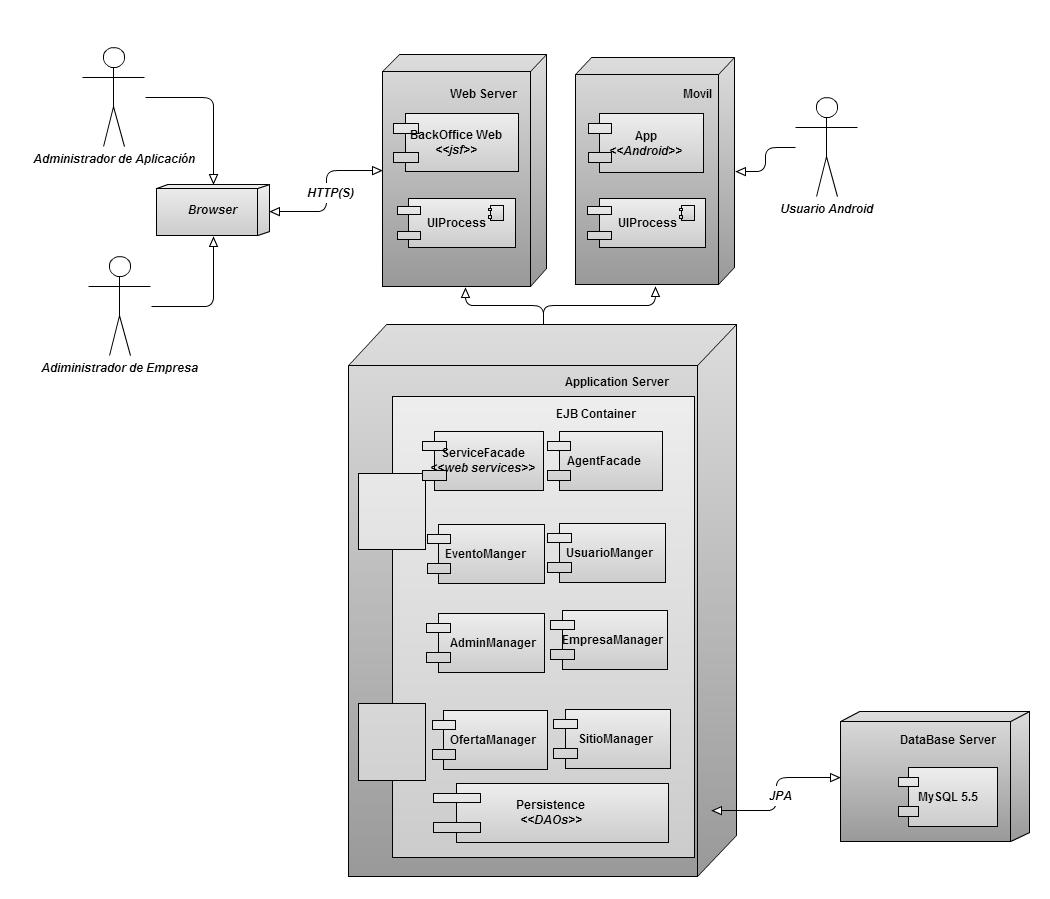 Administrador de Aplicación
Browser
Adiministrador de Empresa
HTTP(S)
Web Server
BackOffice Web
<<jsf>>
UIProcess
Movil
App
<<Android>>
UIProcess
Usuario Android
Application Server
EJB Container
ServiceFacade
<<web services>>
AgentFacade
EventoManger
UsuarioManger
AdminManager
EmpresaManager
OfertaManager
SitioManager
Persistence
<<DAOs>>
JPA
DataBase Server
MySQL 5.5